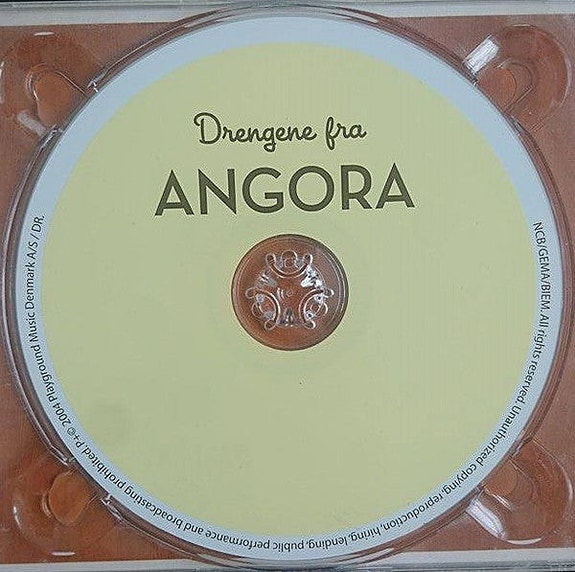 Drengene fra
ANGORA
NCB/GEMA/BIEM. All rights reserved. Unauthorized copying, reproduction, hiring, lending, public performance and broadcasting prohibited. P+© 2004 Playground Music Denmark A/S / DR.